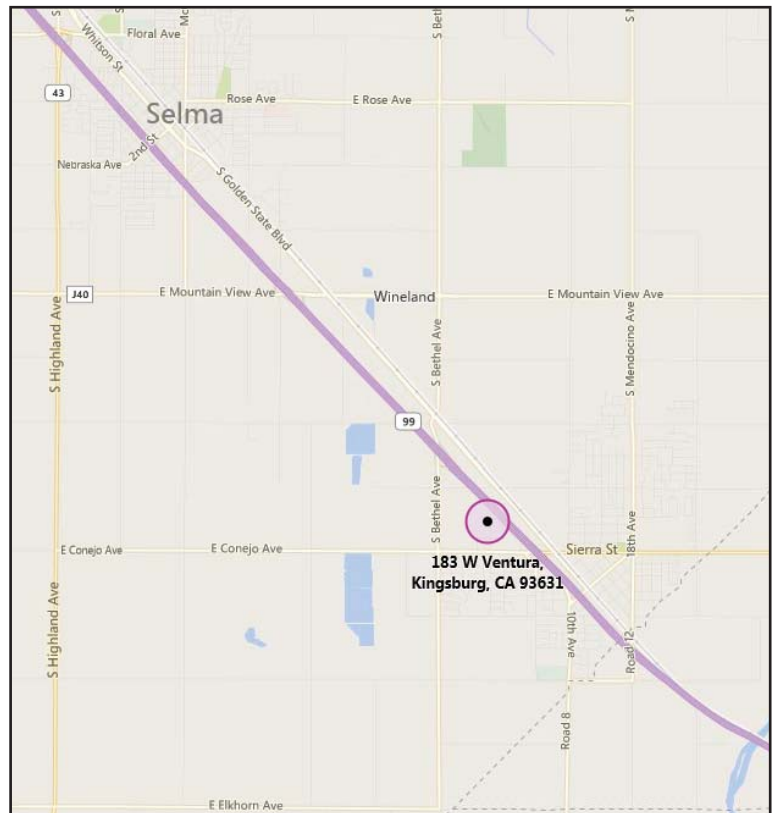 S
S
Mc
S Beth
S M
Floral Ave
Whitson St
43
Rose Ave
E Rose Ave
Selma
2nd St
Nebraska Ave
S Golden State Blvd
J40
E Mountain View Ave
Wineland
E Mountain View Ave
S Highland Ave
S Bethel Ave
S Mendocino Ave
99
S Bethel Ave
18th Ave
E Conejo Ave
E Conejo Ave
Sierra St
183 W Ventura,
Kingsburg, CA 93631
S Highland Ave
10th Ave
Road 12
Road 8
E Elkhorn Ave